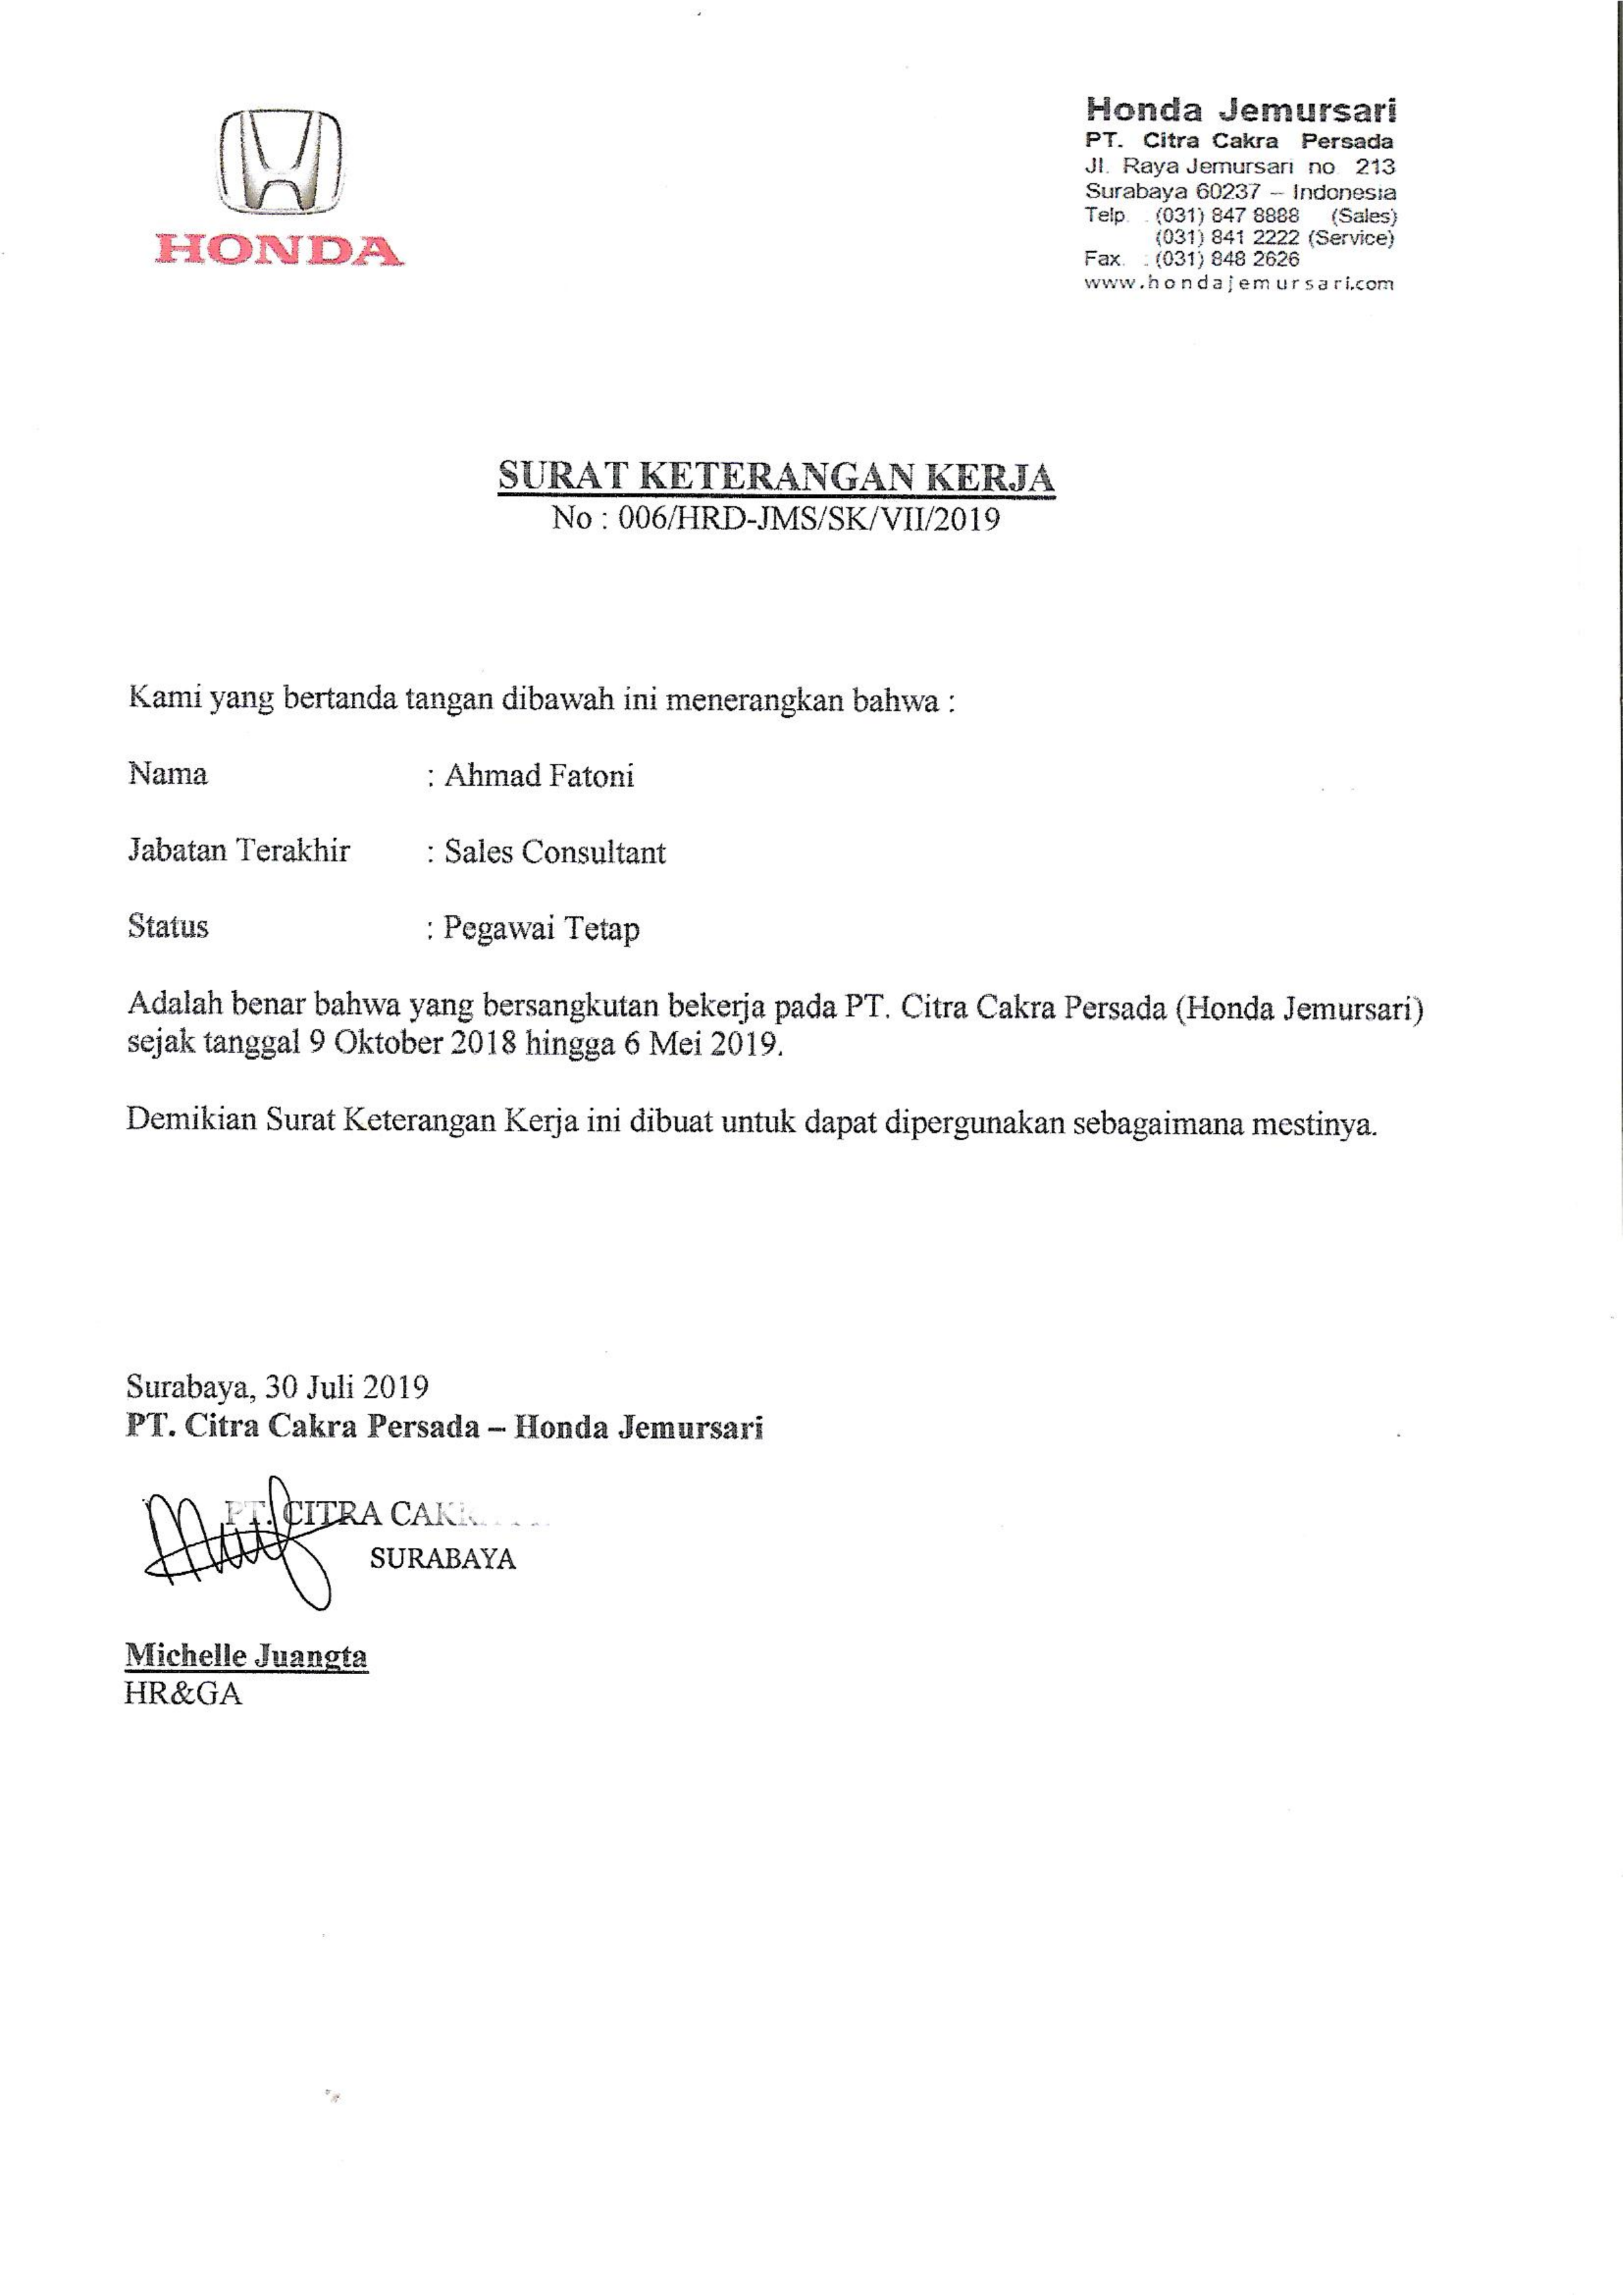 HONDA
Honda Jemursari
PT. Citra Cakra Persada
Jl. Raya Jemursari no. 213
Surabaya 60237 – Indonesia
Telp. : (031) 847 8888 (Sales)
(031) 841 2222 (Service)
Fax. : (031) 848 2626
www.hondajemursari.com
SURAT KETERANGAN KERJA
No : 006/HRD-JMS/SK/VII/2019
Kami yang bertanda tangan dibawah ini menerangkan bahwa :
Nama : Ahmad Fatoni
Jabatan Terakhir : Sales Consultant
Status : Pegawai Tetap
Adalah benar bahwa yang bersangkutan bekerja pada PT. Citra Cakra Persada (Honda Jemursari)
sejak tanggal 9 Oktober 2018 hingga 6 Mei 2019.
Demikian Surat Keterangan Kerja ini dibuat untuk dapat dipergunakan sebagaimana mestinya.
Surabaya, 30 Juli 2019
PT. Citra Cakra Persada – Honda Jemursari
PT. CITRA
SURABAYA
Michelle Juangta
HR&GA